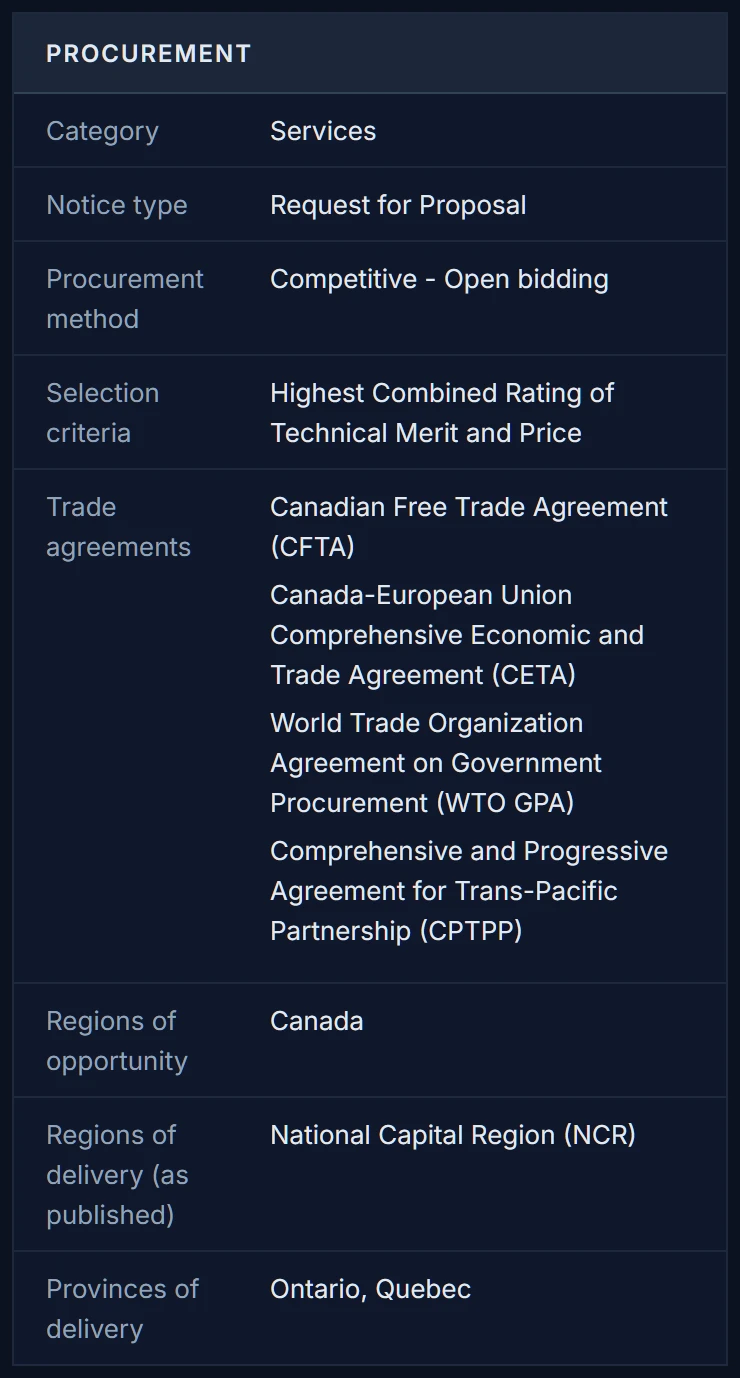 PROCUREMENT
Category
Services
Notice type
Request for Proposal
Procurement
method
Competitive - Open bidding
Selection
criteria
Highest Combined Rating of
Technical Merit and Price
Trade
agreements
Canadian Free Trade Agreement
(CFTA)
Canada-European Union
Comprehensive Economic and
Trade Agreement (CETA)
World Trade Organization
Agreement on Government
Procurement (WTO GPA)
Comprehensive and Progressive
Agreement for Trans-Pacific
Partnership (CPTPP)
Regions of
opportunity
Canada
Regions of
delivery (as
published)
National Capital Region (NCR)
Provinces of
delivery
Ontario, Quebec